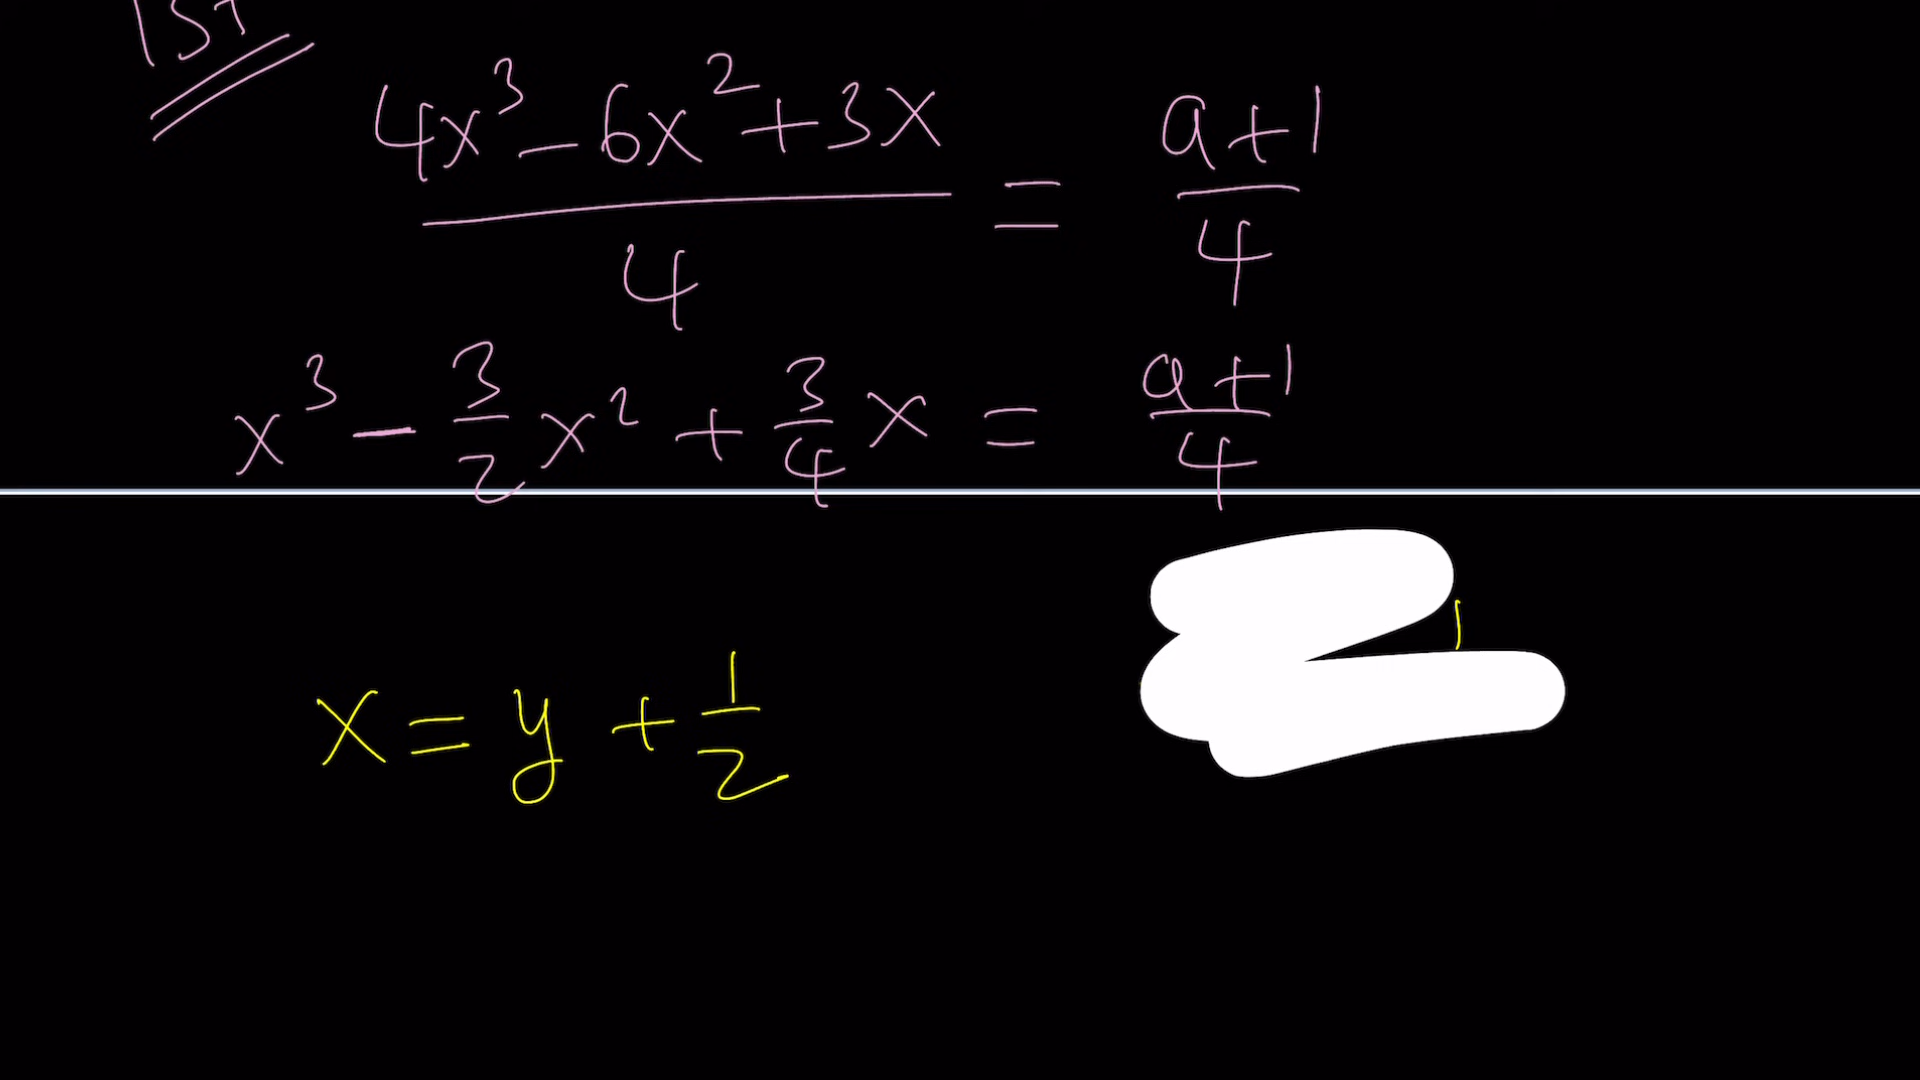 1st
4x³ - 6x² + 3x / 4 = a+1 / 4
x³ - 3/2 x² + 3/4 x = a+1 / 4
x = y + 1/2